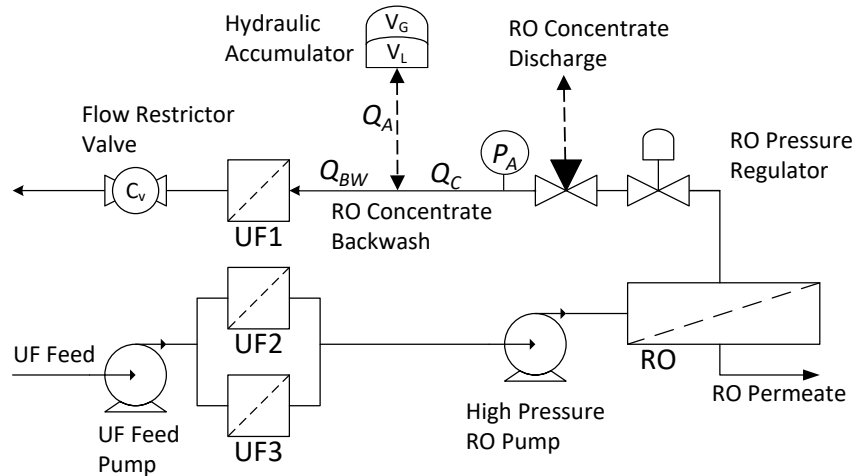 Hydraulic
Accumulator
V_G
V_L
RO Concentrate
Discharge
Flow Restrictor
Valve
Q_A
P_A
RO Pressure
Regulator
C_v
Q_BW
Q_C
UF1
RO Concentrate
Backwash
UF2
UF Feed
RO
UF3
RO Permeate
UF Feed
Pump
High Pressure
RO Pump